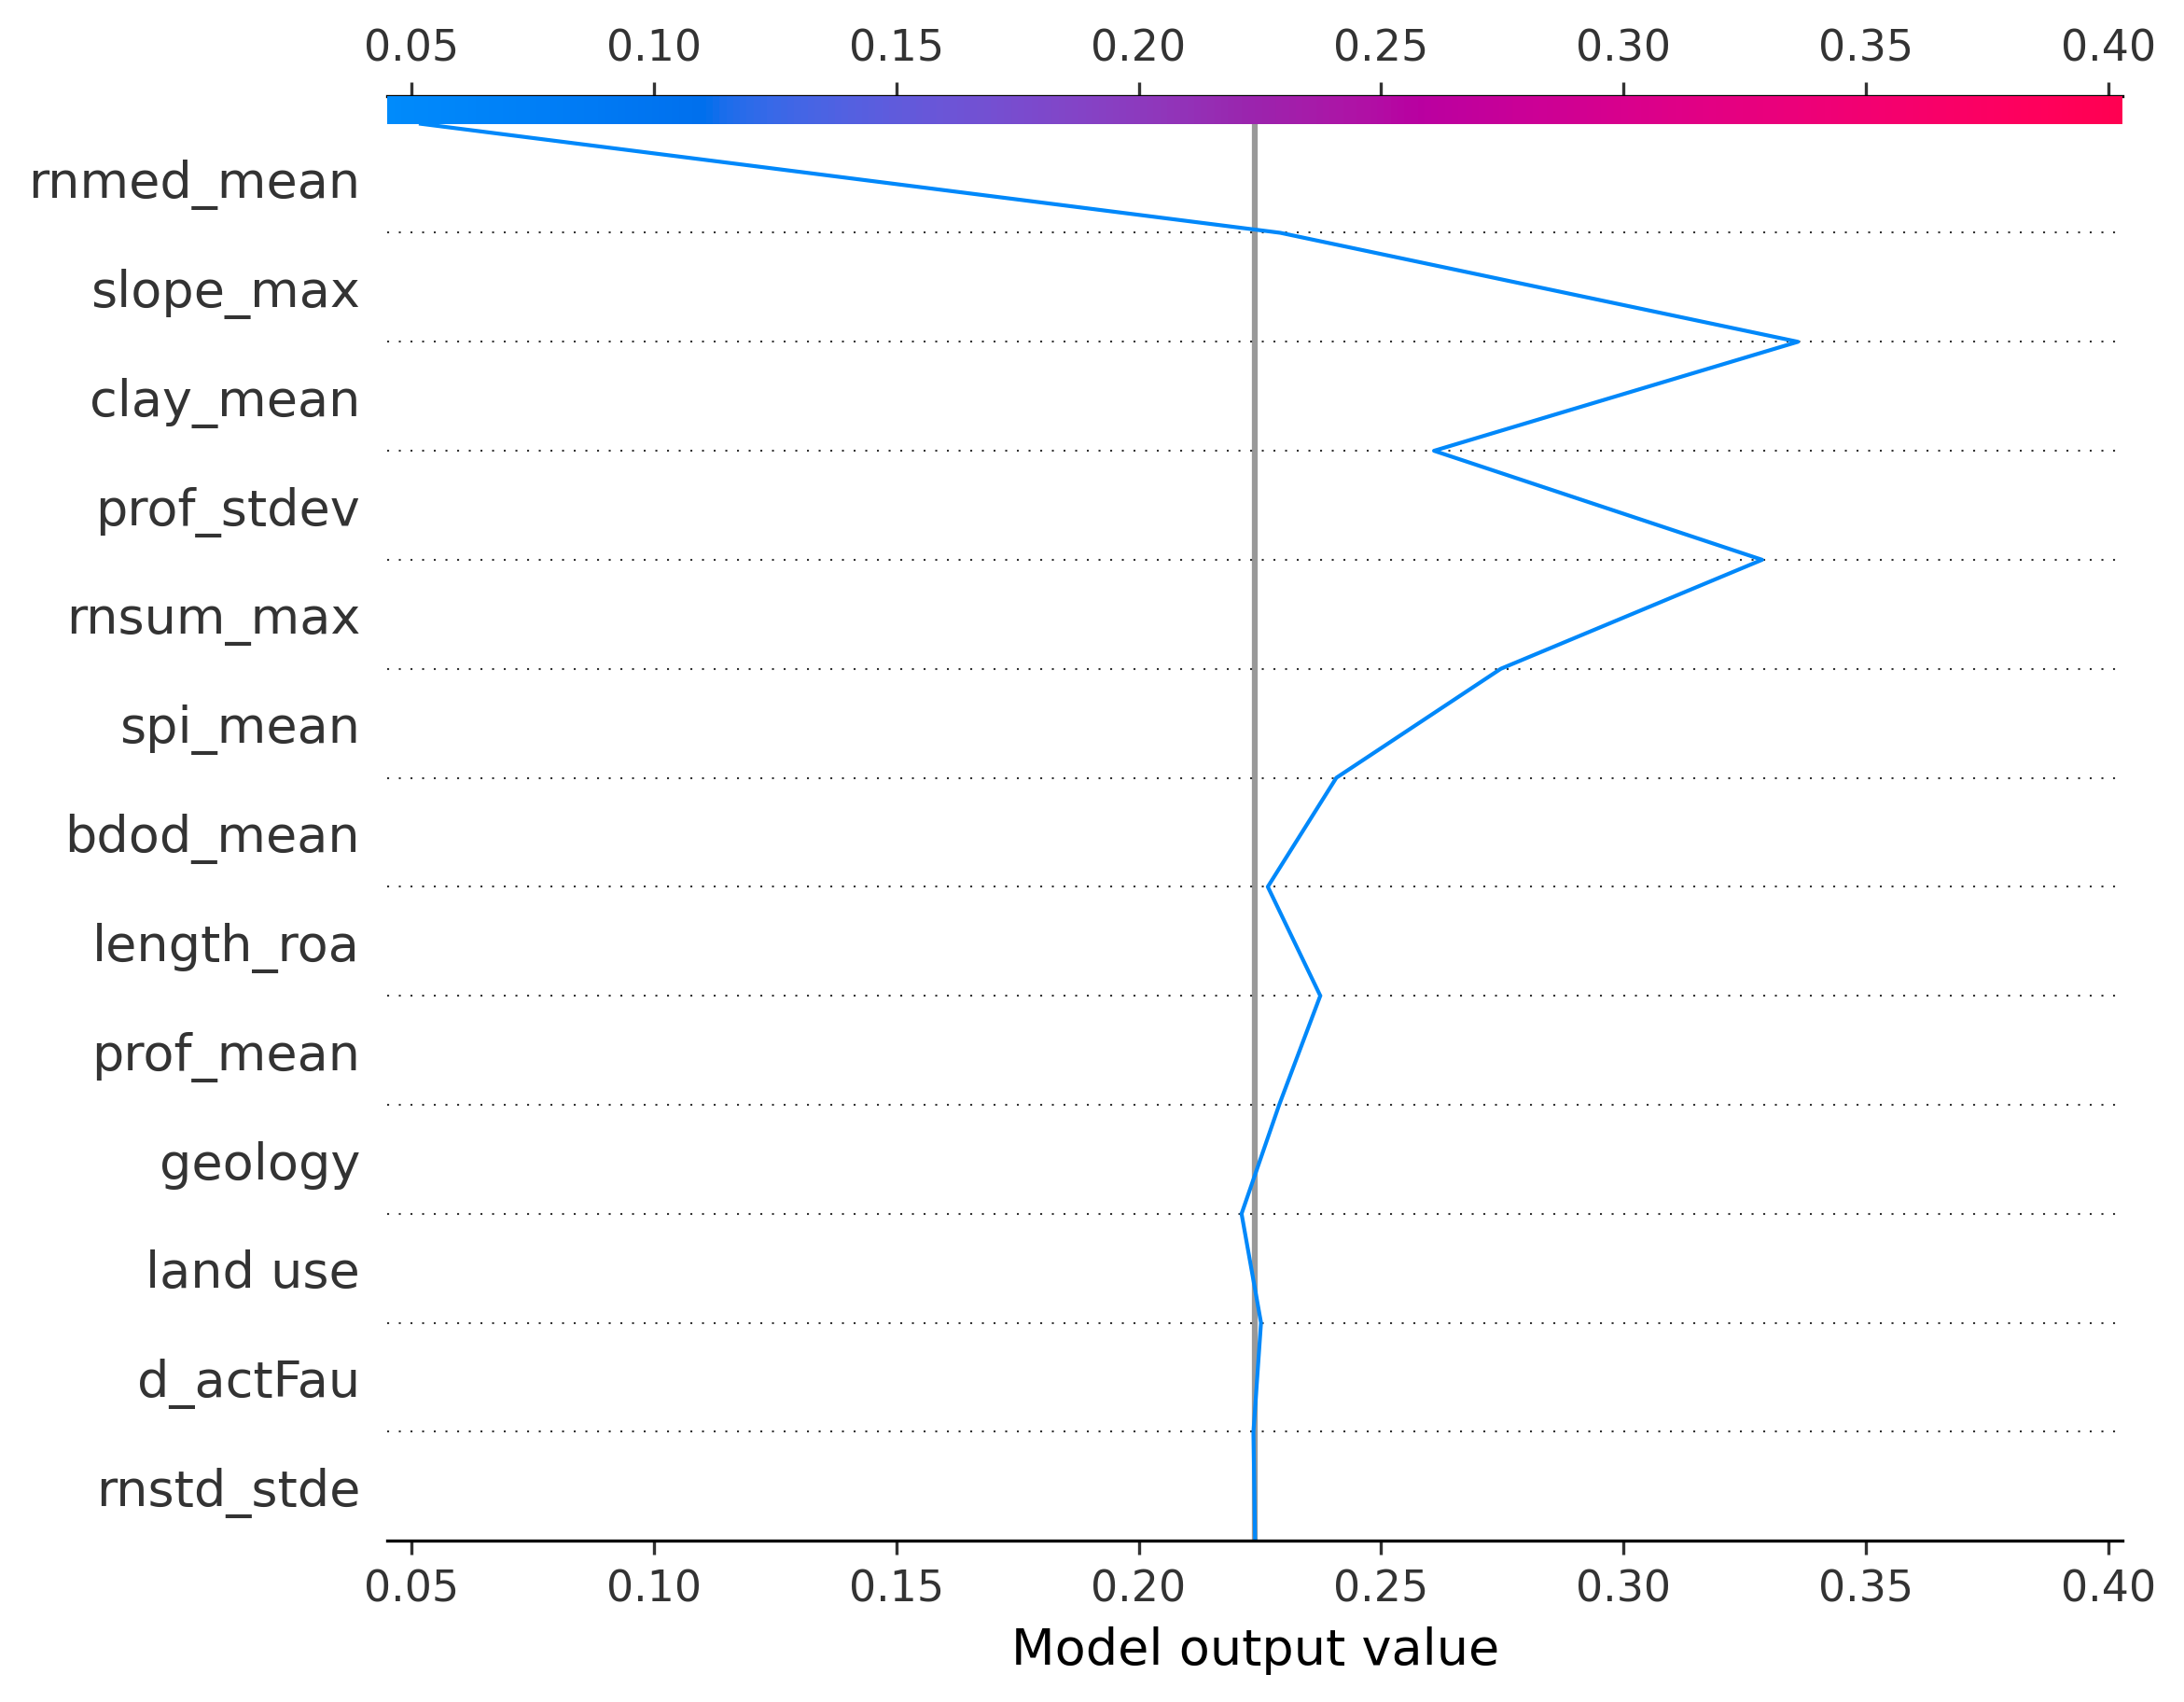 0.05 0.10 0.15 0.20 0.25 0.30 0.35 0.40
rnmed_mean
slope_max
clay_mean
prof_stdev
rnsum_max
spi_mean
bdod_mean
length_roa
prof_mean
geology
land use
d_actFau
rnstd_stde
0.05 0.10 0.15 0.20 0.25 0.30 0.35 0.40
Model output value